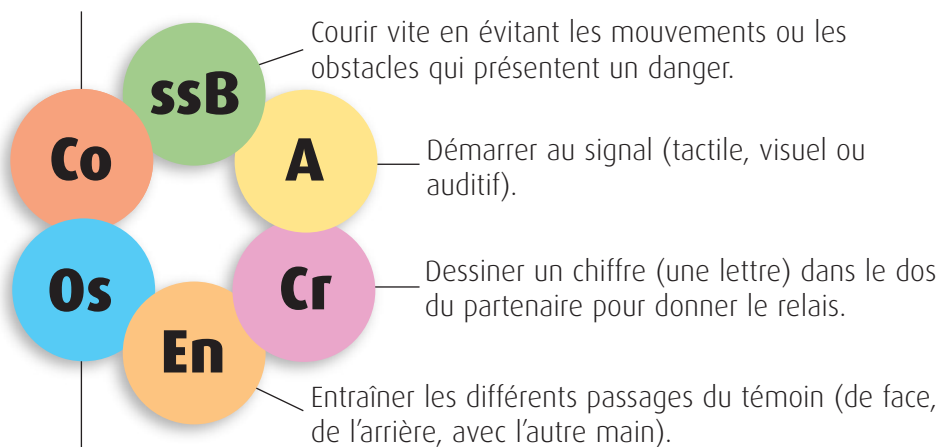 Courir vite en évitant les mouvements ou les
obstacles qui présentent un danger.
ssB
Co
A
Démarrer au signal (tactile, visuel ou
auditif).
Os
Cr
Dessiner un chiffre (une lettre) dans le dos
du partenaire pour donner le relais.
En
Entraîner les différents passages du témoin (de face,
de l’arrière, avec l’autre main).